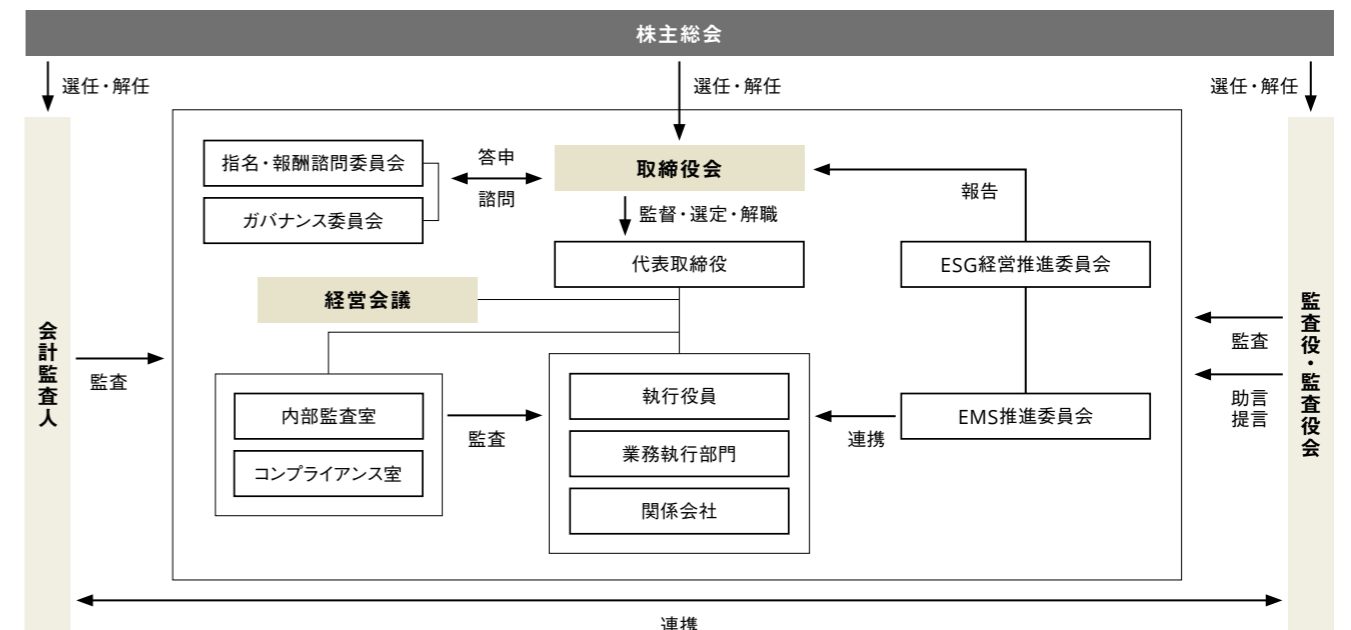 株主総会
選任・解任
選任・解任
選任・解任
指名・報酬諮問委員会
答申
取締役会
諮問
報告
ガバナンス委員会
監督・選定・解職
代表取締役
ESG経営推進委員会
経営会議
会計監査人
監査
監査役・監査役会
監査
助言
提言
内部監査室
コンプライアンス室
監査
執行役員
業務執行部門
関係会社
連携
EMS推進委員会
連携